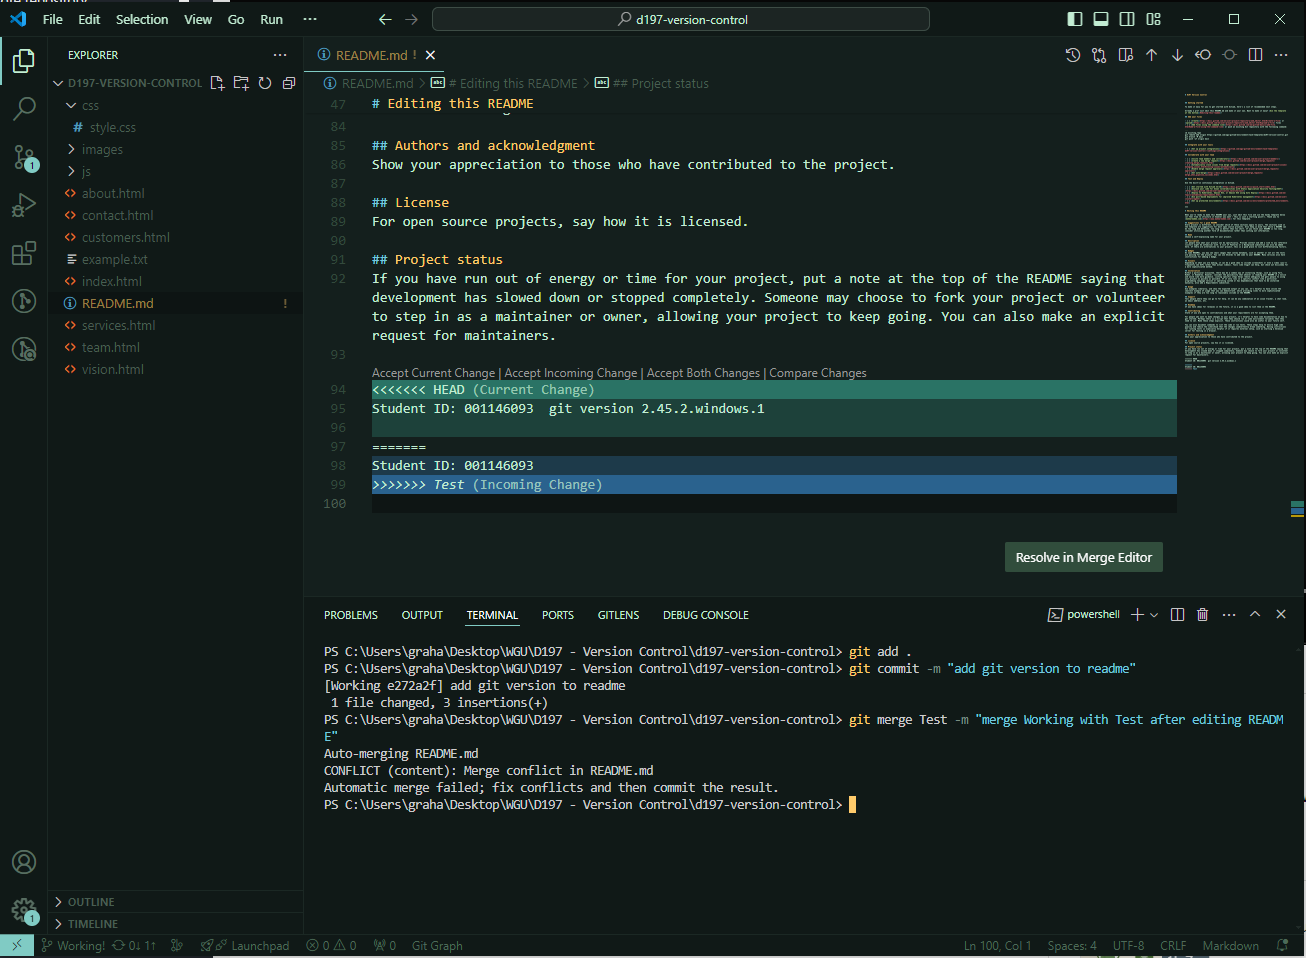 File Edit Selection View Go Run ···
d197-version-control
EXPLORER
D197-VERSION-CONTROL
css
# style.css
images
js
<> about.html
<> contact.html
<> customers.html
example.txt
<> index.html
README.md !
<> services.html
<> team.html
<> vision.html
OUTLINE
TIMELINE
README.md !
README.md > # Editing this README > ## Project status
47 # Editing this README
84
85 ## Authors and acknowledgment
86 Show your appreciation to those who have contributed to the project.
87
88 ## License
89 For open source projects, say how it is licensed.
90
91 ## Project status
92 If you have run out of energy or time for your project, put a note at the top of the README saying that
development has slowed down or stopped completely. Someone may choose to fork your project or volunteer
to step in as a maintainer or owner, allowing your project to keep going. You can also make an explicit
request for maintainers.
93
Accept Current Change | Accept Incoming Change | Accept Both Changes | Compare Changes
94 <<<<<<< HEAD (Current Change)
95 Student ID: 001146093  git version 2.45.2.windows.1
96
97 =======
98 Student ID: 001146093
99 >>>>>>> Test (Incoming Change)
100
Resolve in Merge Editor
PROBLEMS OUTPUT TERMINAL PORTS GITLENS DEBUG CONSOLE
powershell
PS C:\Users\graha\Desktop\WGU\D197 - Version Control\d197-version-control> git add .
PS C:\Users\graha\Desktop\WGU\D197 - Version Control\d197-version-control> git commit -m "add git version to readme"
[Working e272a2f] add git version to readme
 1 file changed, 3 insertions(+)
PS C:\Users\graha\Desktop\WGU\D197 - Version Control\d197-version-control> git merge Test -m "merge Working with Test after editing READM
E"
Auto-merging README.md
CONFLICT (content): Merge conflict in README.md
Automatic merge failed; fix conflicts and then commit the result.
PS C:\Users\graha\Desktop\WGU\D197 - Version Control\d197-version-control>
1
1
Working! 0↓ 1↑ Launchpad 0 0 0 Git Graph
Ln 100, Col 1 Spaces: 4 UTF-8 CRLF Markdown